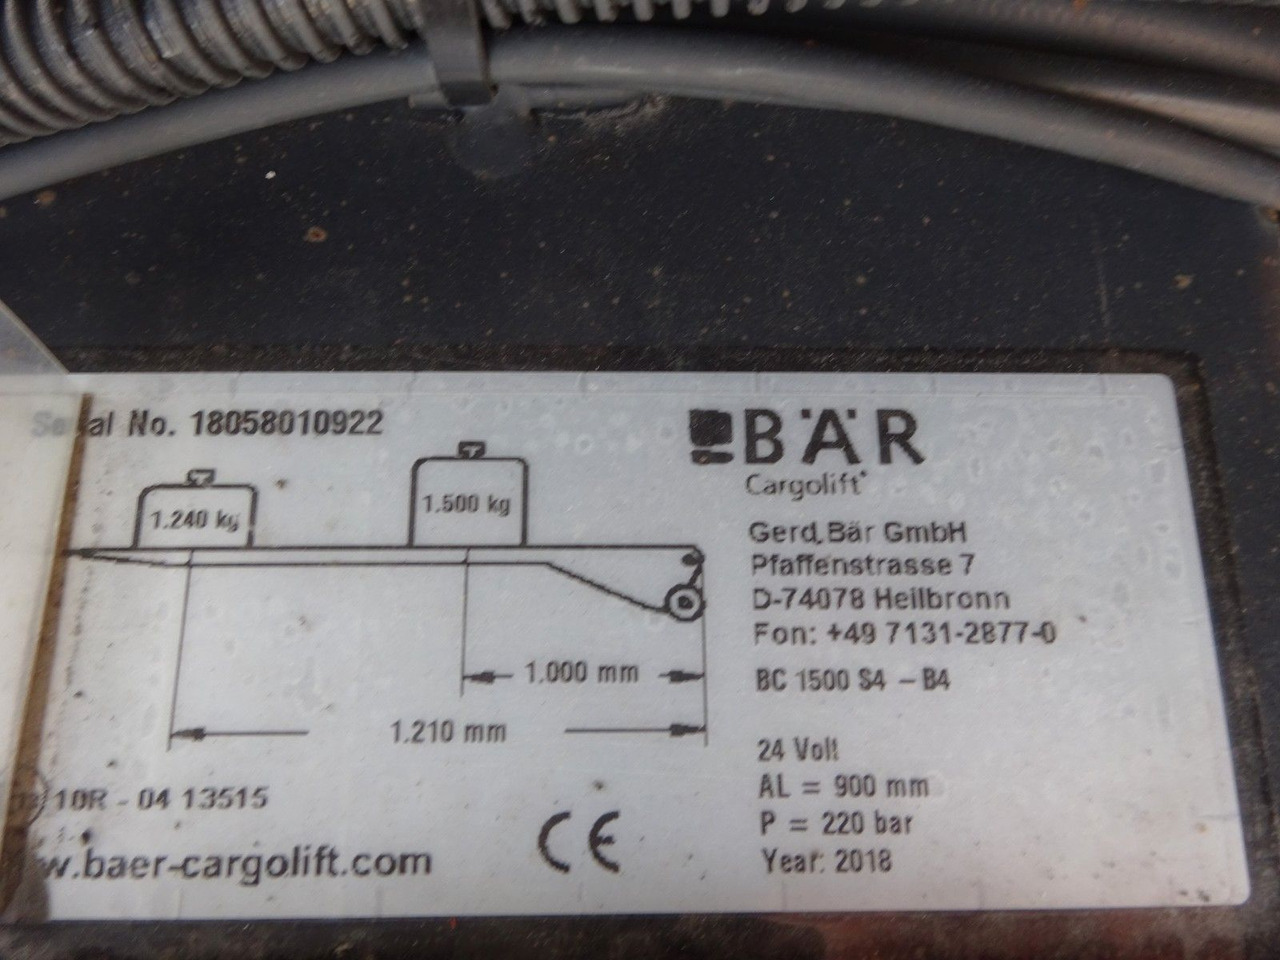 Serial No. 18058010922
1.240 kg
1.500 kg
1.000 mm
1.210 mm
10R - 04 13515
w.baer-cargolift.com
CE
BÄR
Cargolift
Gerd Bär GmbH
Pfaffenstrasse 7
D-74078 Heilbronn
Fon: +49 7131-2877-0
BC 1500 S4 - B4
24 Volt
AL = 900 mm
P = 220 bar
Year: 2018